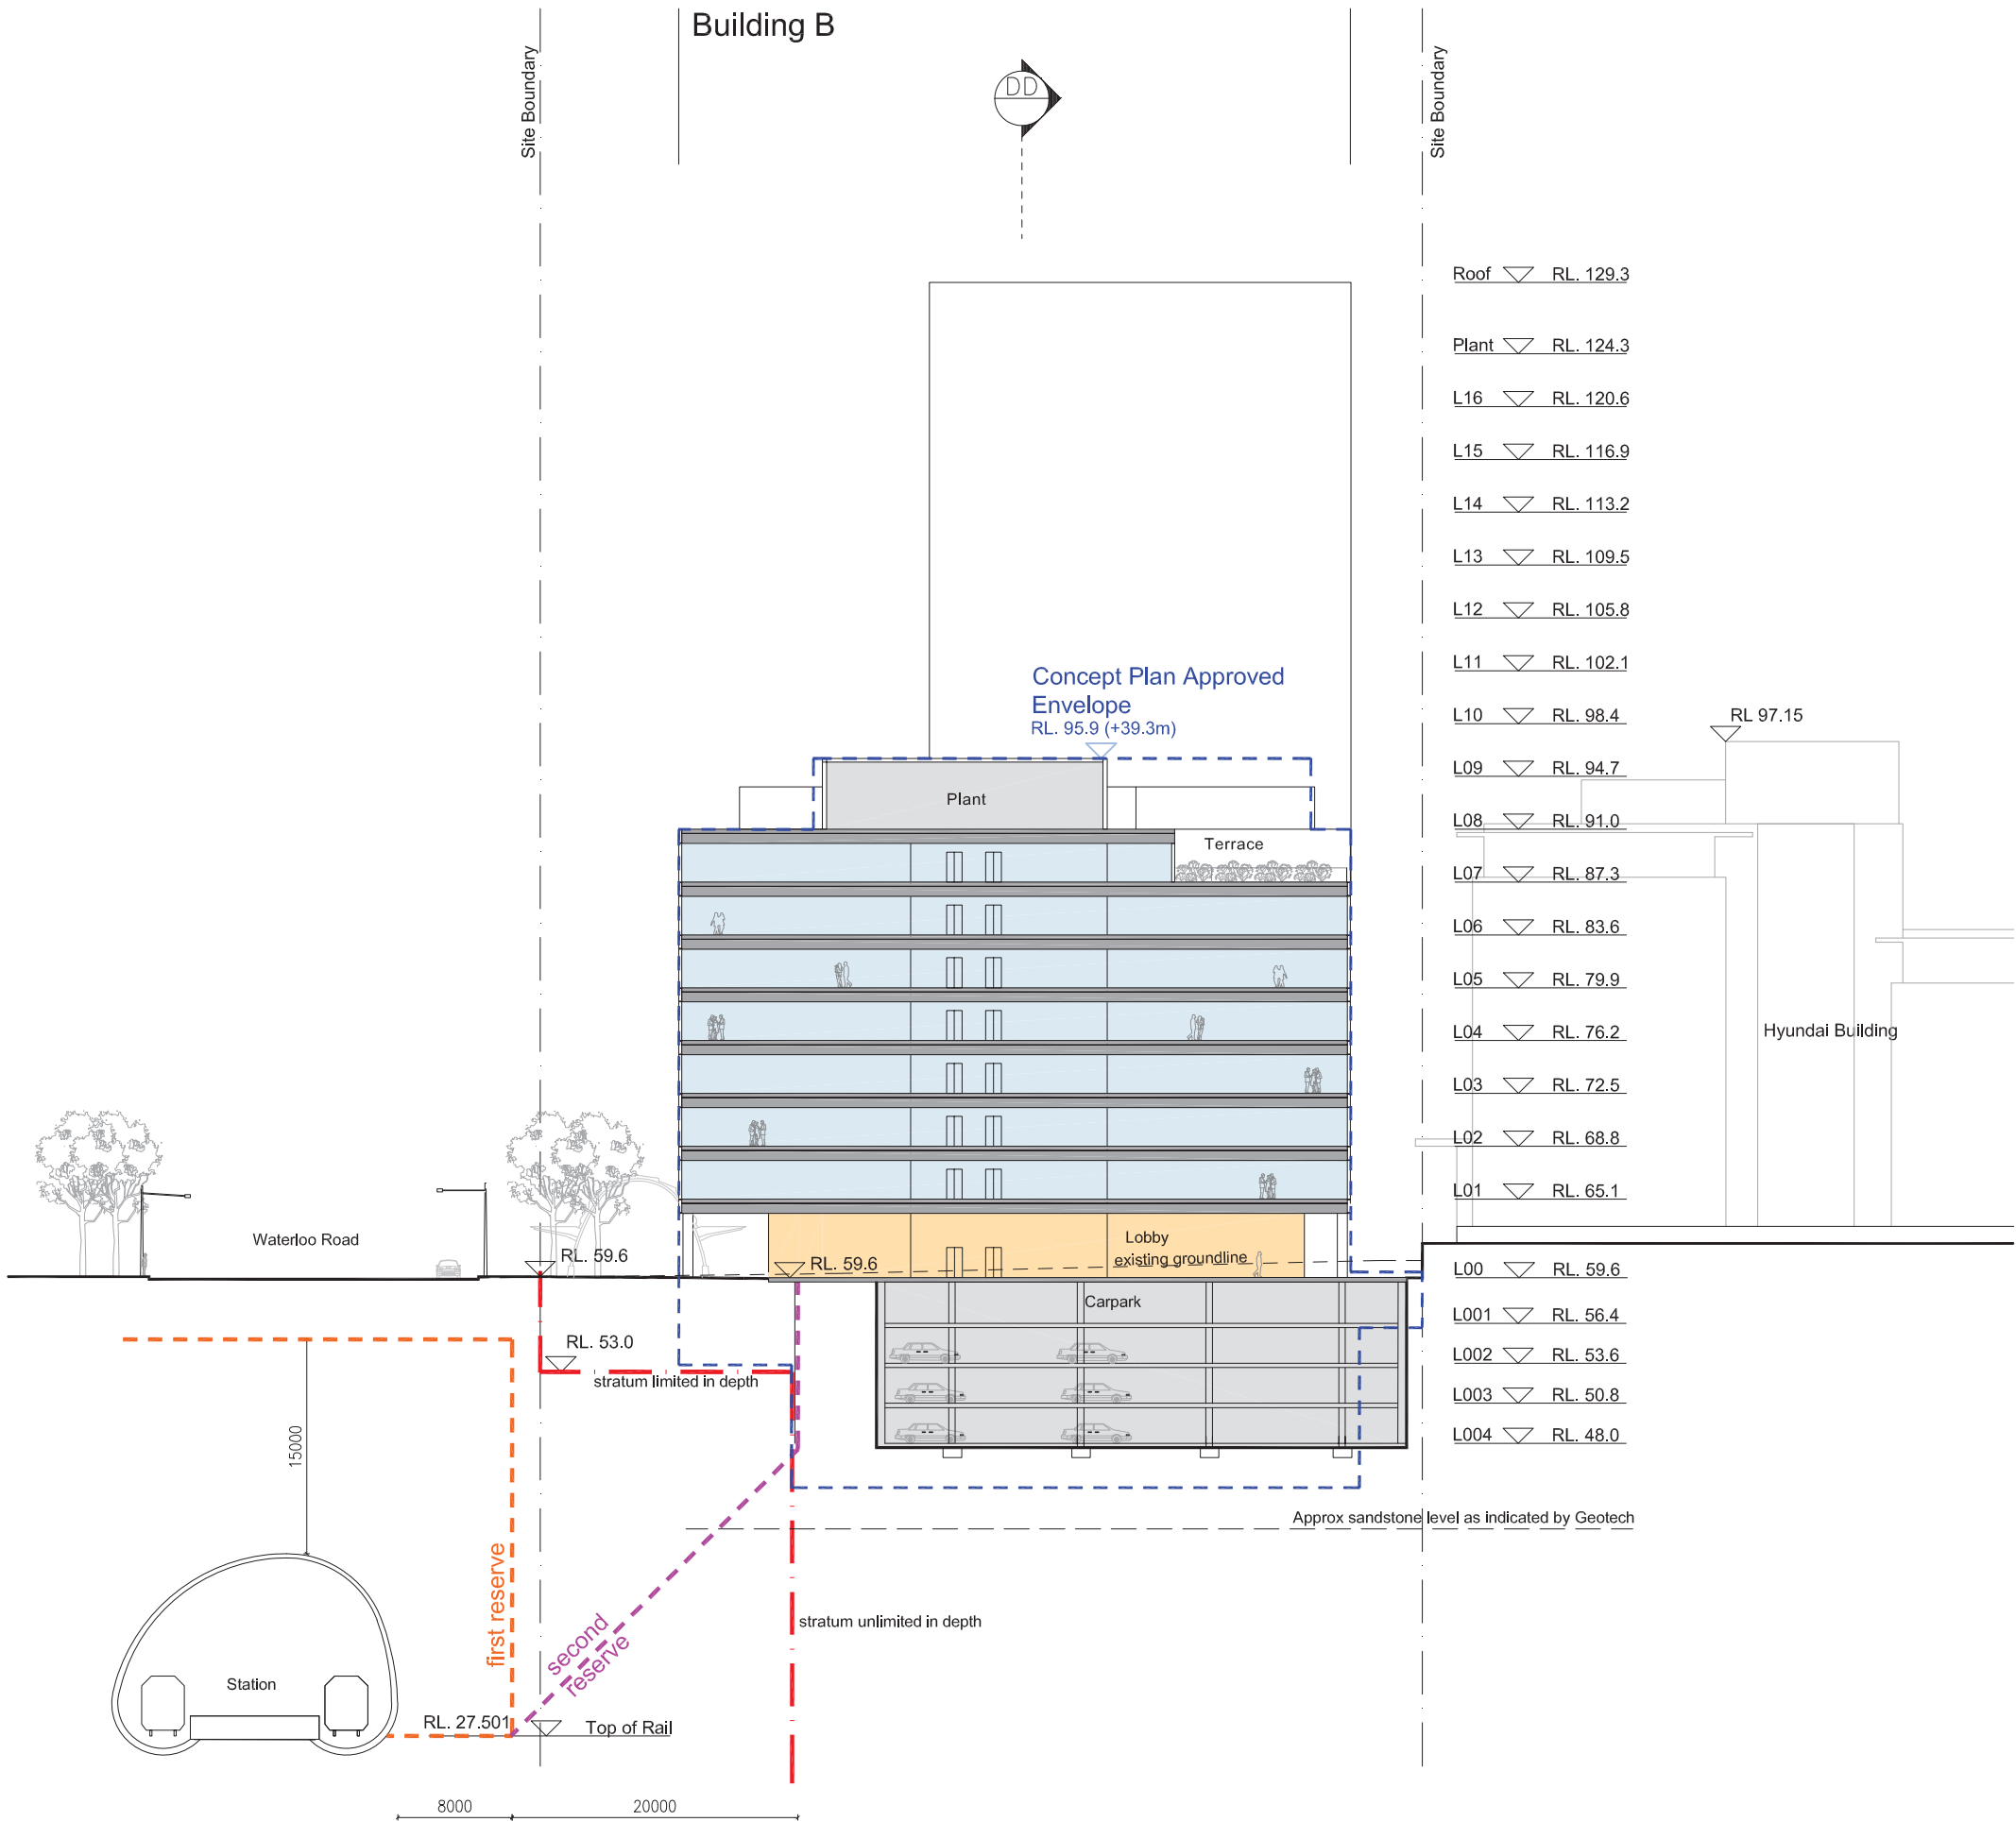 Building B
Site Boundary
Site Boundary
DD
Roof RL. 129.3
Plant RL. 124.3
L16 RL. 120.6
L15 RL. 116.9
L14 RL. 113.2
L13 RL. 109.5
L12 RL. 105.8
L11 RL. 102.1
L10 RL. 98.4
L09 RL. 94.7
L08 RL. 91.0
L07 RL. 87.3
L06 RL. 83.6
L05 RL. 79.9
L04 RL. 76.2
L03 RL. 72.5
L02 RL. 68.8
L01 RL. 65.1
L00 RL. 59.6
L001 RL. 56.4
L002 RL. 53.6
L003 RL. 50.8
L004 RL. 48.0
Concept Plan Approved
Envelope
RL. 95.9 (+39.3m)
RL 97.15
Plant
Terrace
Hyundai Building
Waterloo Road
RL. 59.6
RL. 59.6
Lobby
existing groundline
Carpark
RL. 53.0
stratum limited in depth
15000
Approx sandstone level as indicated by Geotech
first reserve
second
reserve
stratum unlimited in depth
Station
RL. 27.501
Top of Rail
8000
20000